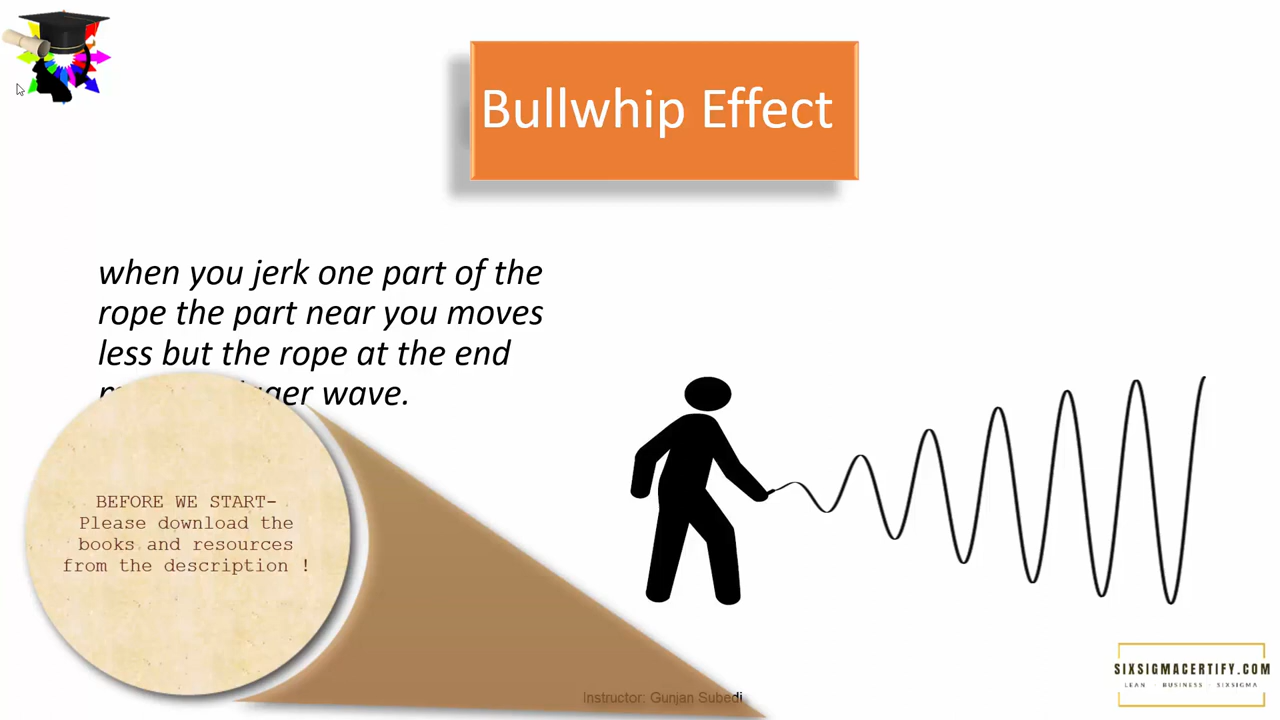 Bullwhip Effect
when you jerk one part of the
rope the part near you moves
less but the rope at the end
wave.
BEFORE WE START-
Please download the
books and resources
from the description !
Instructor: Gunjan Subedi
SIXSIGMACERTIFY.COM
LEAN BUSINESS SIXSIGMA